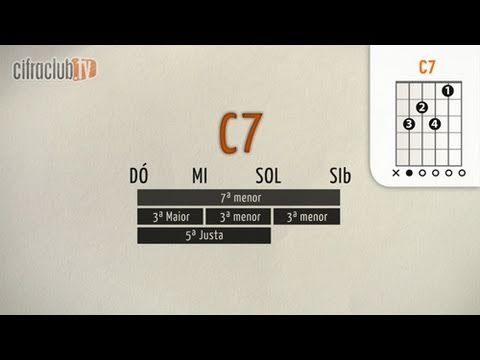 cifraclub.tv
C7
C7
DÓ MI SOL SIb
7ª menor
3ª Maior 3ª menor 3ª menor
5ª Justa
1
2
3 4
X